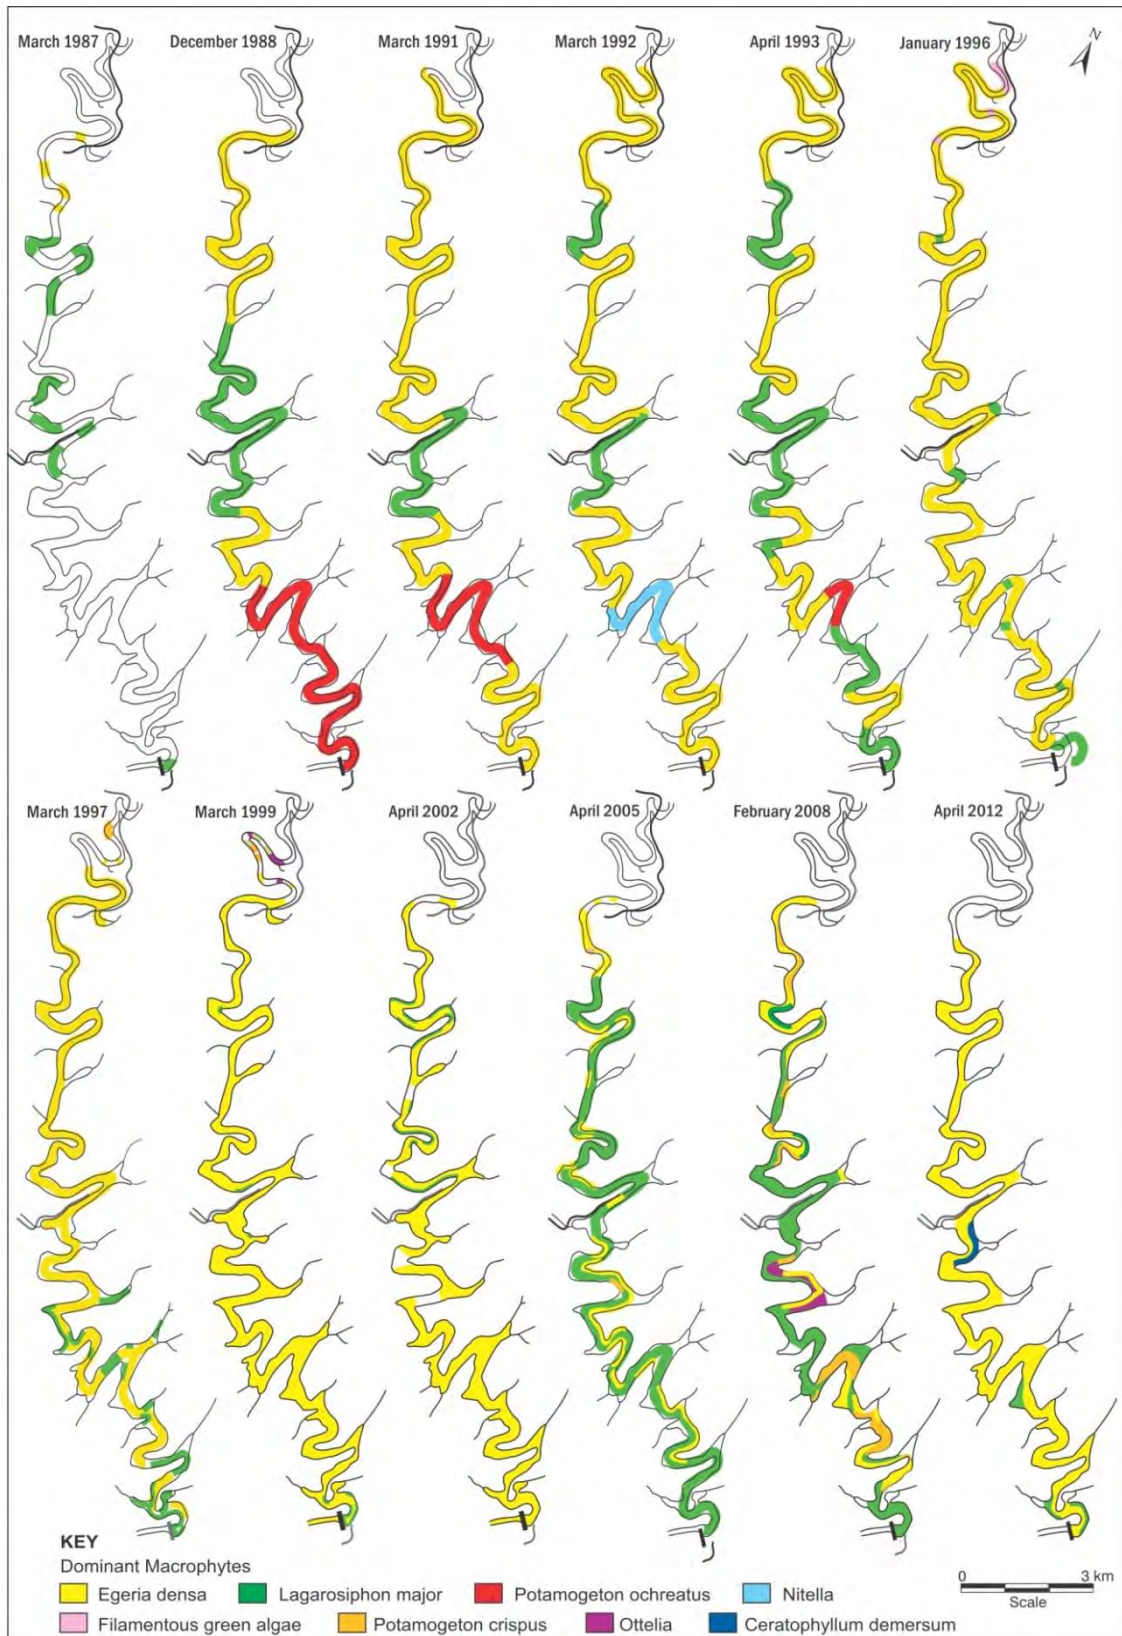 March 1987 December 1988 March 1991 March 1992 April 1993 January 1996
N
March 1997 March 1999 April 2002 April 2005 February 2008 April 2012
KEY
Dominant Macrophytes
Egeria densa Lagarosiphon major Potamogeton ochreatus Nitella
Filamentous green algae Potamogeton crispus Ottelia Ceratophyllum demersum
0 3 km
Scale